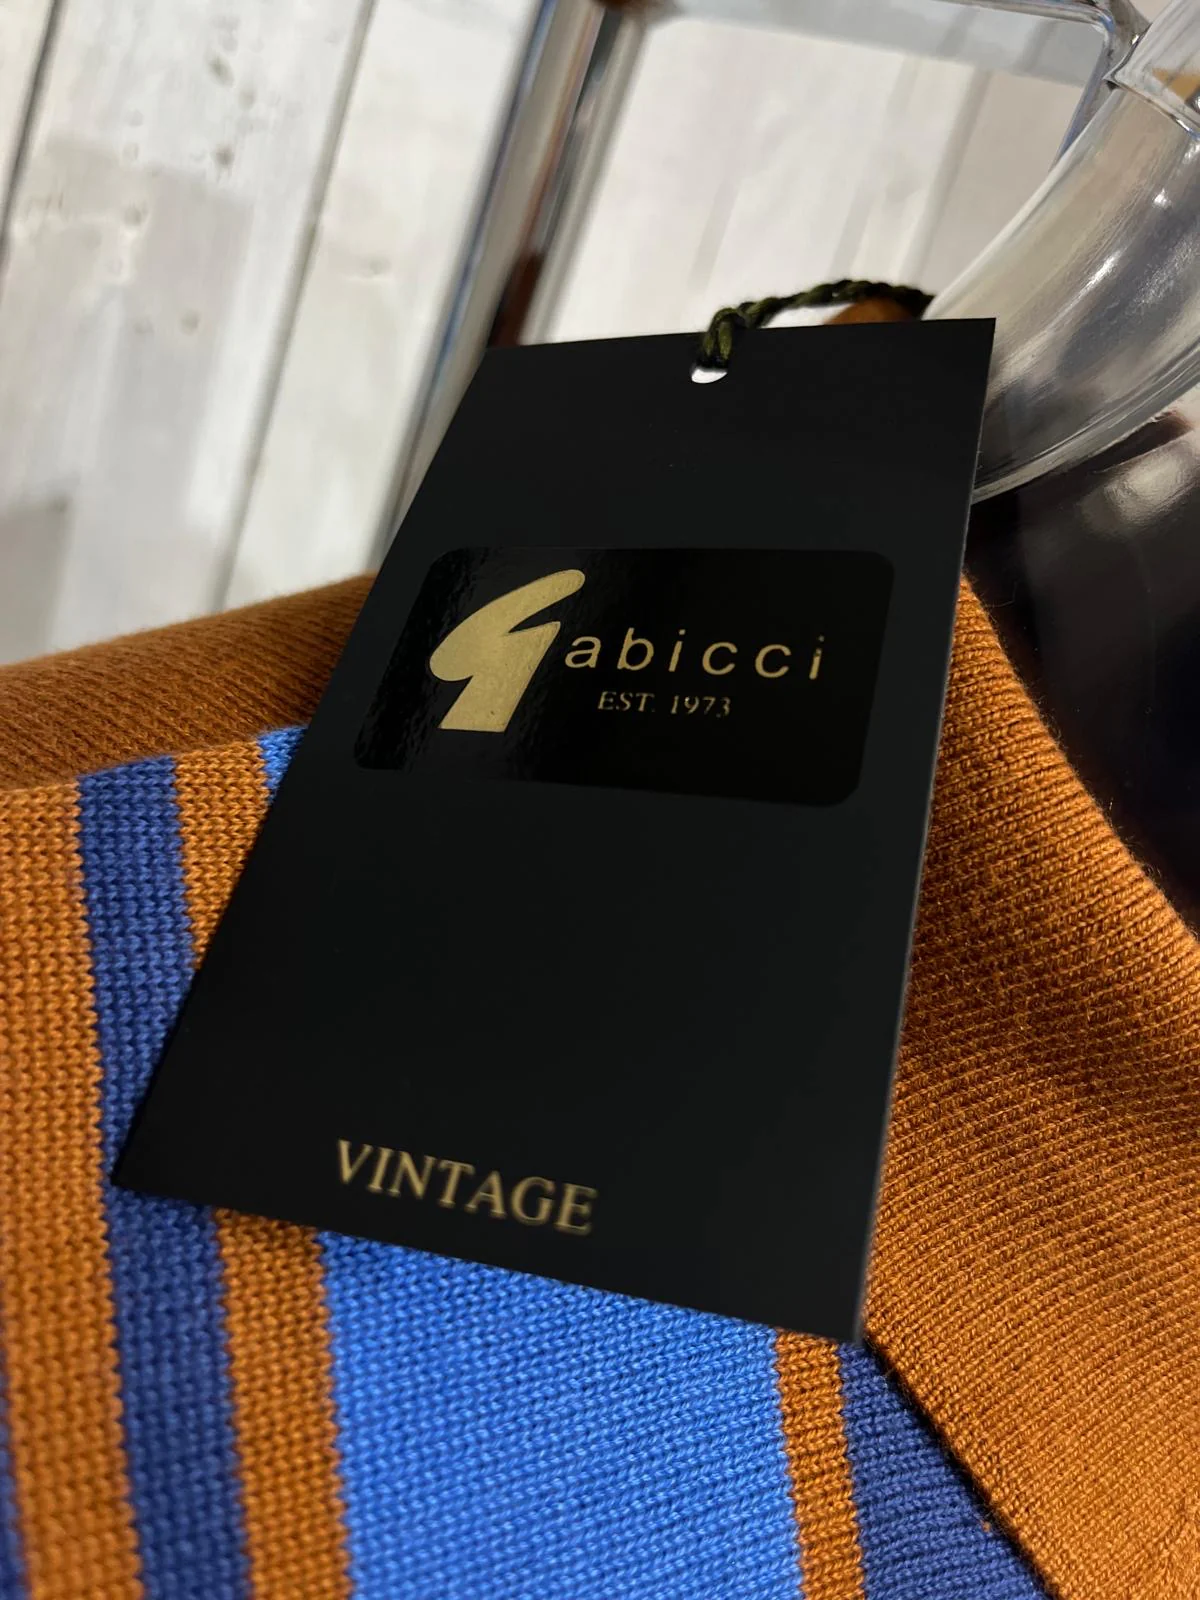 Gabicci
EST. 1973
VINTAGE